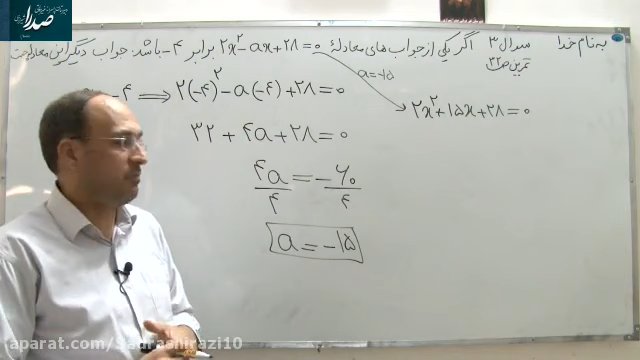 به نام خدا
سوال ۳ اگر یکی از جواب های معادلهٔ ۲x² - ax + ۲۸ = ۰ برابر ۴- باشد: جواب دیگر این معادله چیست
تمرین ص ۳۲
a = -۱۵
-۴ ⟹ ۲(-۴)² - a(-۴) + ۲۸ = ۰
۲x² + ۱۵x + ۲۸ = ۰
۳۲ + ۴a + ۲۸ = ۰
۴a/۴ = -۶۰/۴
a = -۱۵
صدرا
aparat.com/sadrashirazi10